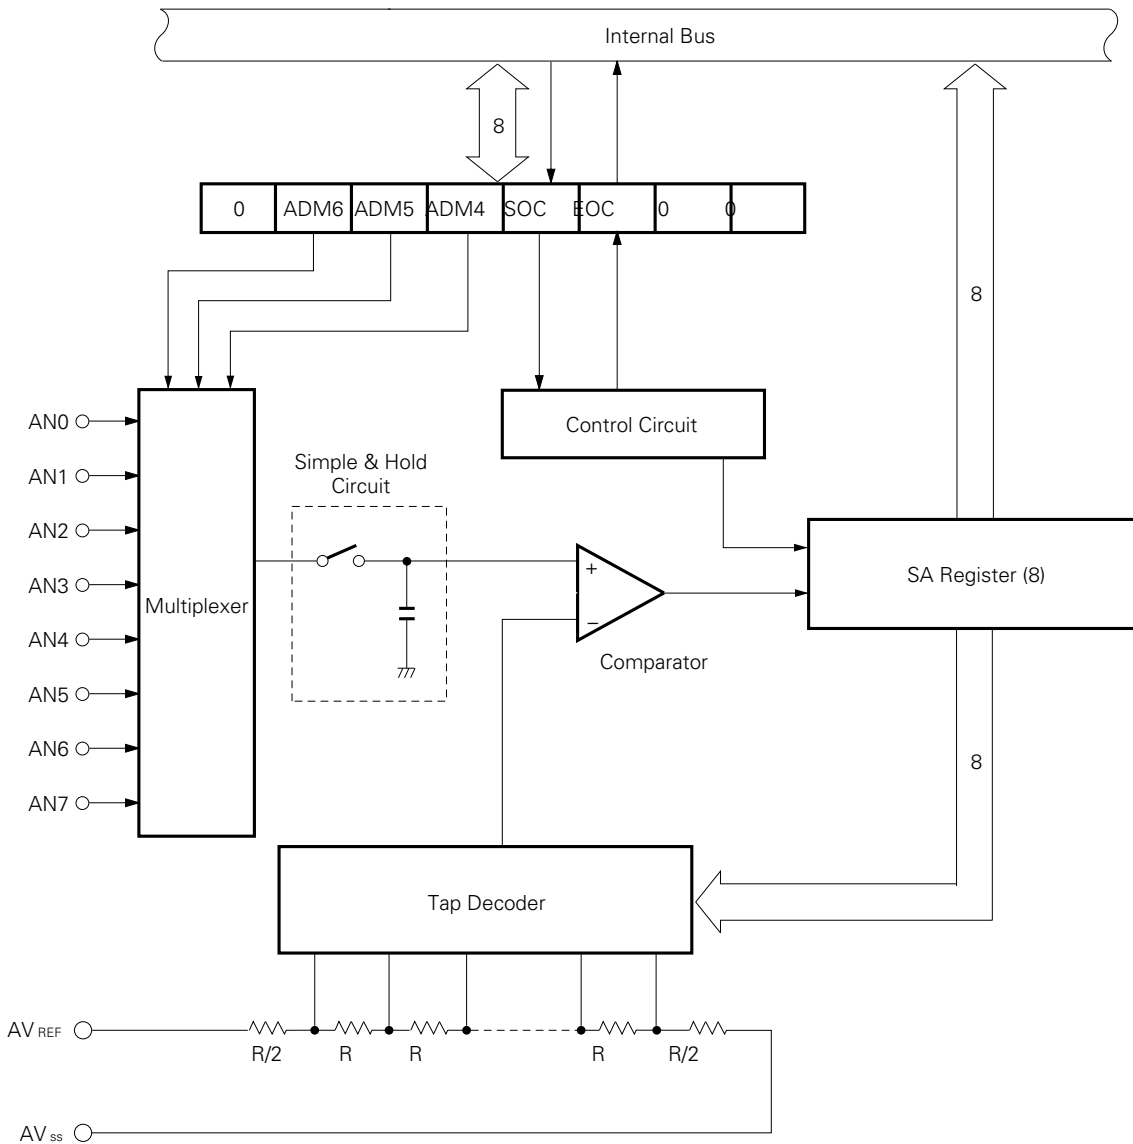 Internal Bus
8
0 ADM6 ADM5 ADM4 SOC EOC 0 0
8
Control Circuit
AN0
AN1
AN2
AN3
AN4
AN5
AN6
AN7
Multiplexer
Simple & Hold
Circuit
+
−
Comparator
SA Register (8)
8
Tap Decoder
AV REF
R/2 R R R R/2
AV ss